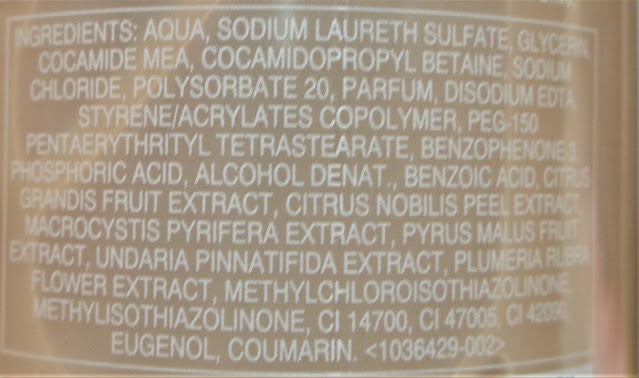 INGREDIENTS: AQUA, SODIUM LAURETH SULFATE, GLYCERIN,
COCAMIDE MEA, COCAMIDOPROPYL BETAINE, SODIUM
CHLORIDE, POLYSORBATE 20, PARFUM, DISODIUM EDTA,
STYRENE/ACRYLATES COPOLYMER, PEG-150
PENTAERYTHRITYL TETRASTEARATE, BENZOPHENONE
PHOSPHORIC ACID, ALCOHOL DENAT., BENZOIC ACID, CITRUS
GRANDIS FRUIT EXTRACT, CITRUS NOBILIS PEEL EXTRACT,
MACROCYSTIS PYRIFERA EXTRACT, PYRUS MALUS FRUIT
EXTRACT, UNDARIA PINNATIFIDA EXTRACT, PLUMERIA RUBRA
FLOWER EXTRACT, METHYLCHLOROISOTHIAZOLINONE,
METHYLISOTHIAZOLINONE, CI 14700, CI 47005, CI 42090,
EUGENOL, COUMARIN. <1036429-002>